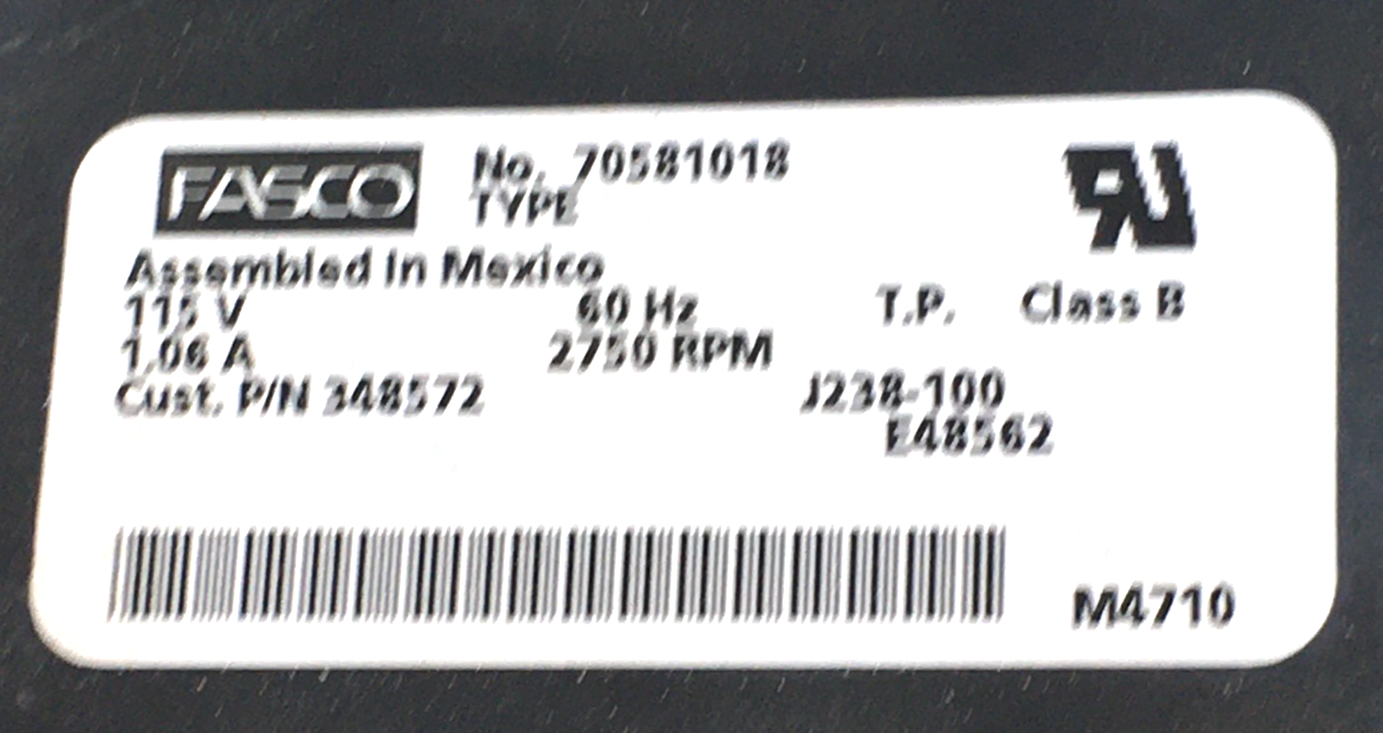 FASCO No. 70581018
TYPE
Assembled In Mexico
115 V 60 Hz T.P. Class B
1.06 A 2750 RPM
Cust. P/N 348572 J238-100
E48562
M4710